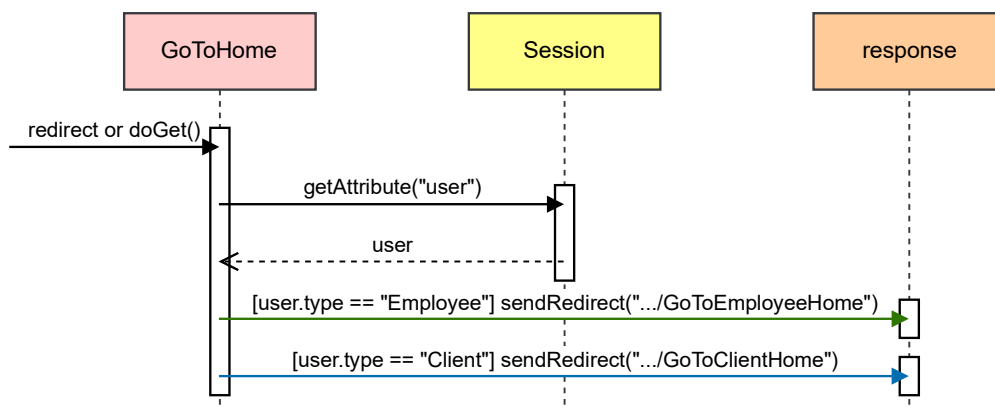 GoToHome
Session
response
redirect or doGet()
getAttribute("user")
user
[user.type == "Employee"] sendRedirect(".../GoToEmployeeHome")
[user.type == "Client"] sendRedirect(".../GoToClientHome")